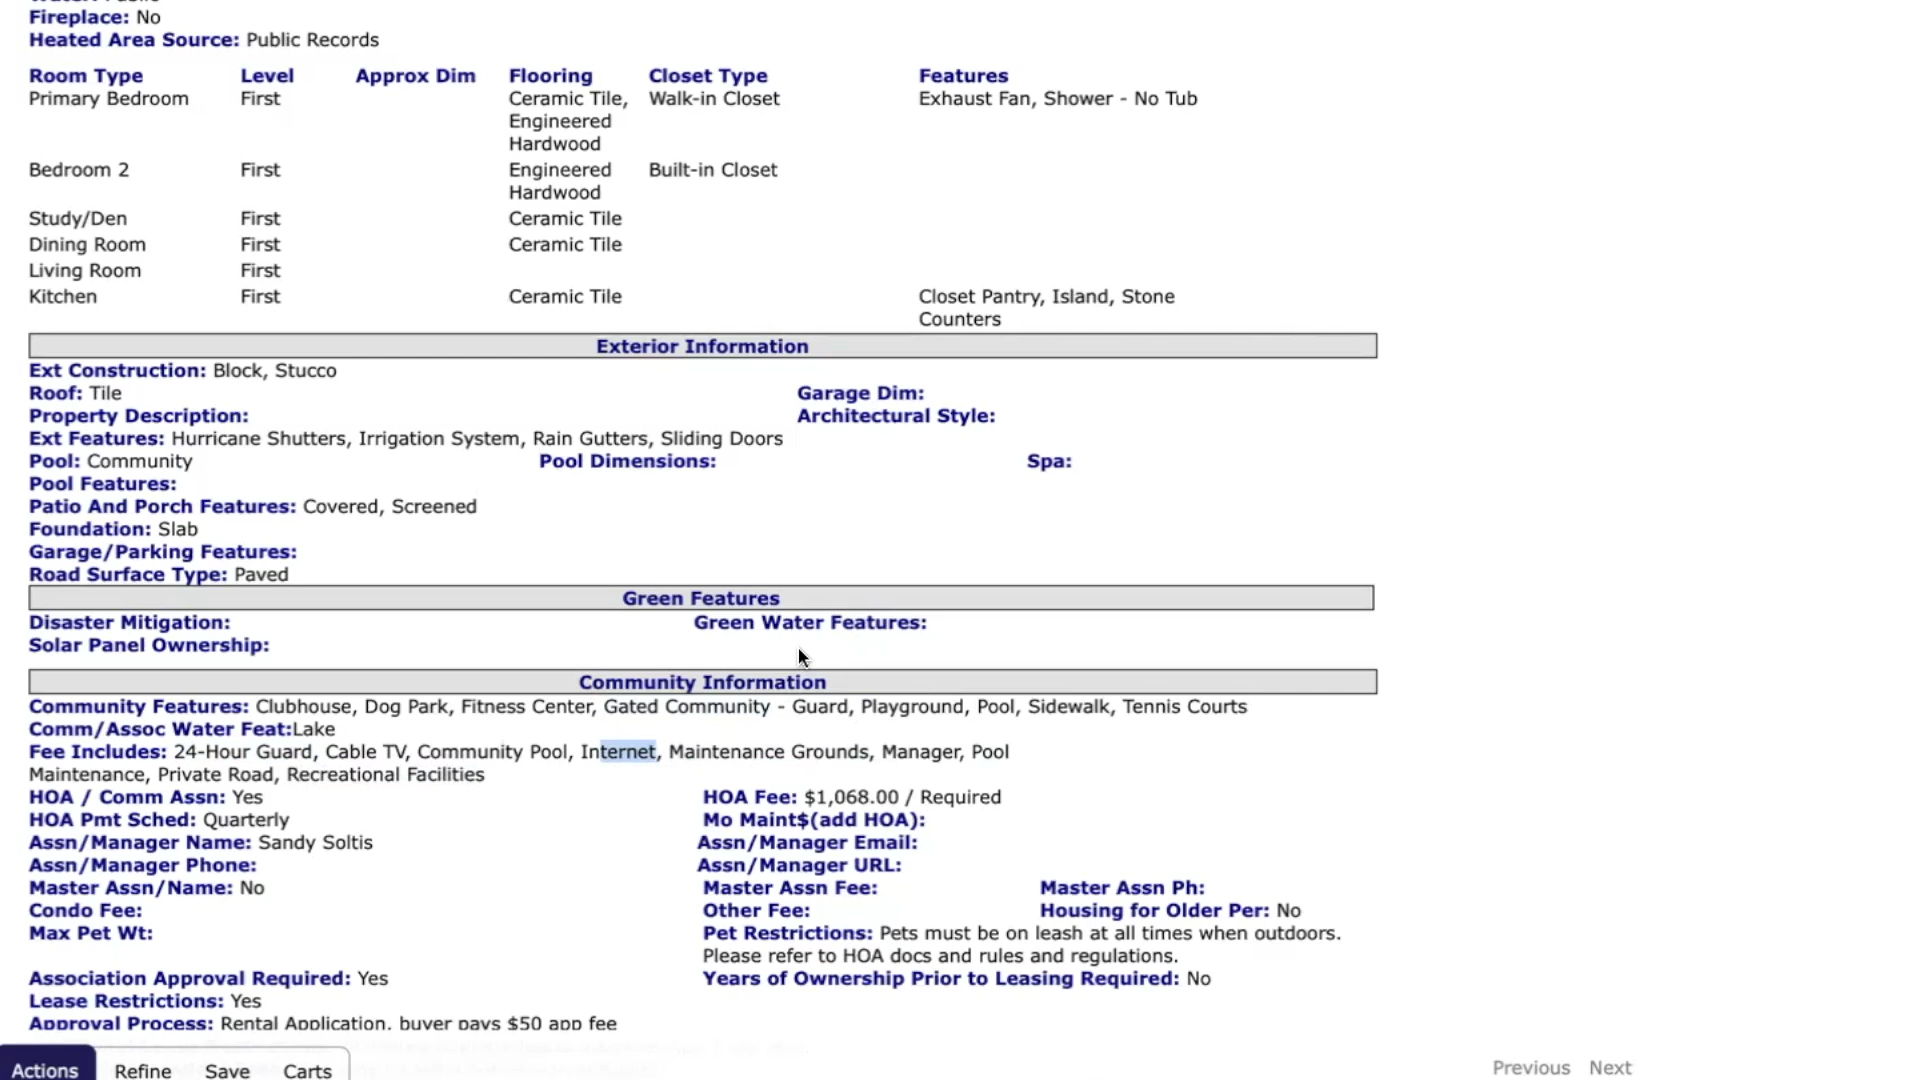 Fireplace: No
Heated Area Source: Public Records
Room Type Level Approx Dim Flooring Closet Type Features
Primary Bedroom First Ceramic Tile, Walk-in Closet Exhaust Fan, Shower - No Tub
Engineered
Hardwood
Bedroom 2 First Engineered Built-in Closet
Hardwood
Study/Den First Ceramic Tile
Dining Room First Ceramic Tile
Living Room First
Kitchen First Ceramic Tile Closet Pantry, Island, Stone
Counters
Exterior Information
Ext Construction: Block, Stucco
Roof: Tile Garage Dim:
Property Description: Architectural Style:
Ext Features: Hurricane Shutters, Irrigation System, Rain Gutters, Sliding Doors
Pool: Community Pool Dimensions: Spa:
Pool Features:
Patio And Porch Features: Covered, Screened
Foundation: Slab
Garage/Parking Features:
Road Surface Type: Paved
Green Features
Disaster Mitigation: Green Water Features:
Solar Panel Ownership:
Community Information
Community Features: Clubhouse, Dog Park, Fitness Center, Gated Community - Guard, Playground, Pool, Sidewalk, Tennis Courts
Comm/Assoc Water Feat:Lake
Fee Includes: 24-Hour Guard, Cable TV, Community Pool, Internet, Maintenance Grounds, Manager, Pool
Maintenance, Private Road, Recreational Facilities
HOA / Comm Assn: Yes HOA Fee: $1,068.00 / Required
HOA Pmt Sched: Quarterly Mo Maint$(add HOA):
Assn/Manager Name: Sandy Soltis Assn/Manager Email:
Assn/Manager Phone: Assn/Manager URL:
Master Assn/Name: No Master Assn Fee: Master Assn Ph:
Condo Fee: Other Fee: Housing for Older Per: No
Max Pet Wt: Pet Restrictions: Pets must be on leash at all times when outdoors.
Please refer to HOA docs and rules and regulations.
Association Approval Required: Yes Years of Ownership Prior to Leasing Required: No
Lease Restrictions: Yes
Approval Process: Rental Application, buyer pays $50 app fee
Actions Refine Save Carts Previous Next